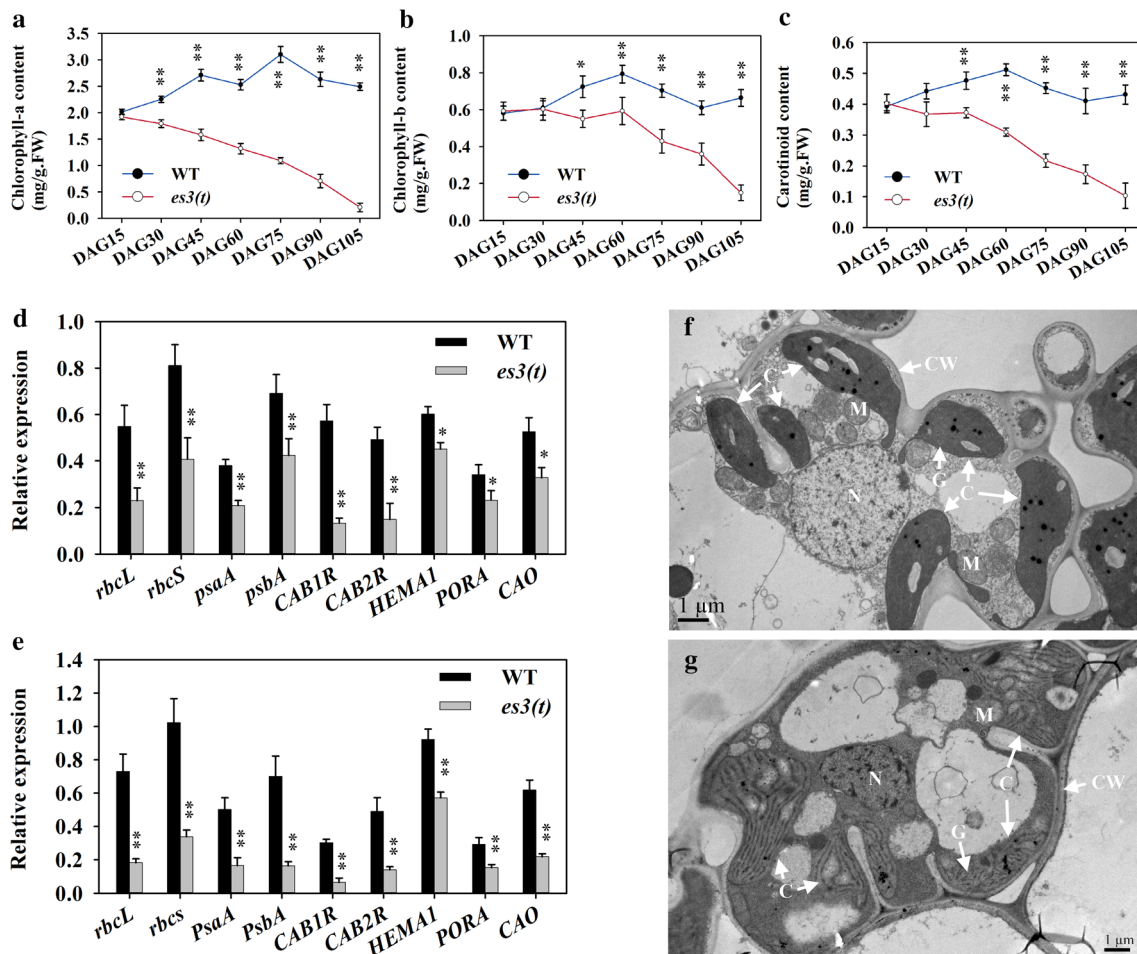 a
Chlorophyll-a content
(mg/g.FW)
3.5
3.0
2.5
2.0
1.5
1.0
0.5
0.0
** ** ** ** ** **
WT
es3(t)
DAG15 DAG30 DAG45 DAG60 DAG75 DAG90 DAG105
b
Chlorophyll-b content
(mg/g.FW)
1.0
0.8
0.6
0.4
0.2
0.0
* ** ** ** **
WT
es3(t)
DAG15 DAG30 DAG45 DAG60 DAG75 DAG90 DAG105
c
Carotinoid content
(mg/g.FW)
0.6
0.5
0.4
0.3
0.2
0.1
0.0
** ** ** ** **
WT
es3(t)
DAG15 DAG30 DAG45 DAG60 DAG75 DAG90 DAG105
d
Relative expression
1.0
0.8
0.6
0.4
0.2
0.0
WT
es3(t)
** ** ** ** ** ** * * *
rbcL rbcS psaA psbA CAB1R CAB2R HEMA1 PORA CAO
e
Relative expression
1.4
1.2
1.0
0.8
0.6
0.4
0.2
0.0
WT
es3(t)
** ** ** ** ** ** ** ** **
rbcL rbcs PsaA PsbA CAB1R CAB2R HEMA1 PORA CAO
f
C
CW
M
G
N
C
M
1 μm
g
M
N
C
CW
G
C
1 μm